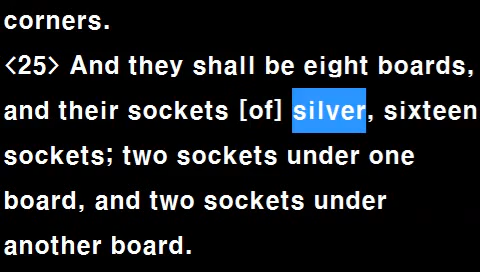 corners.
<25> And they shall be eight boards,
and their sockets [of] silver, sixteen
sockets; two sockets under one
board, and two sockets under
another board.